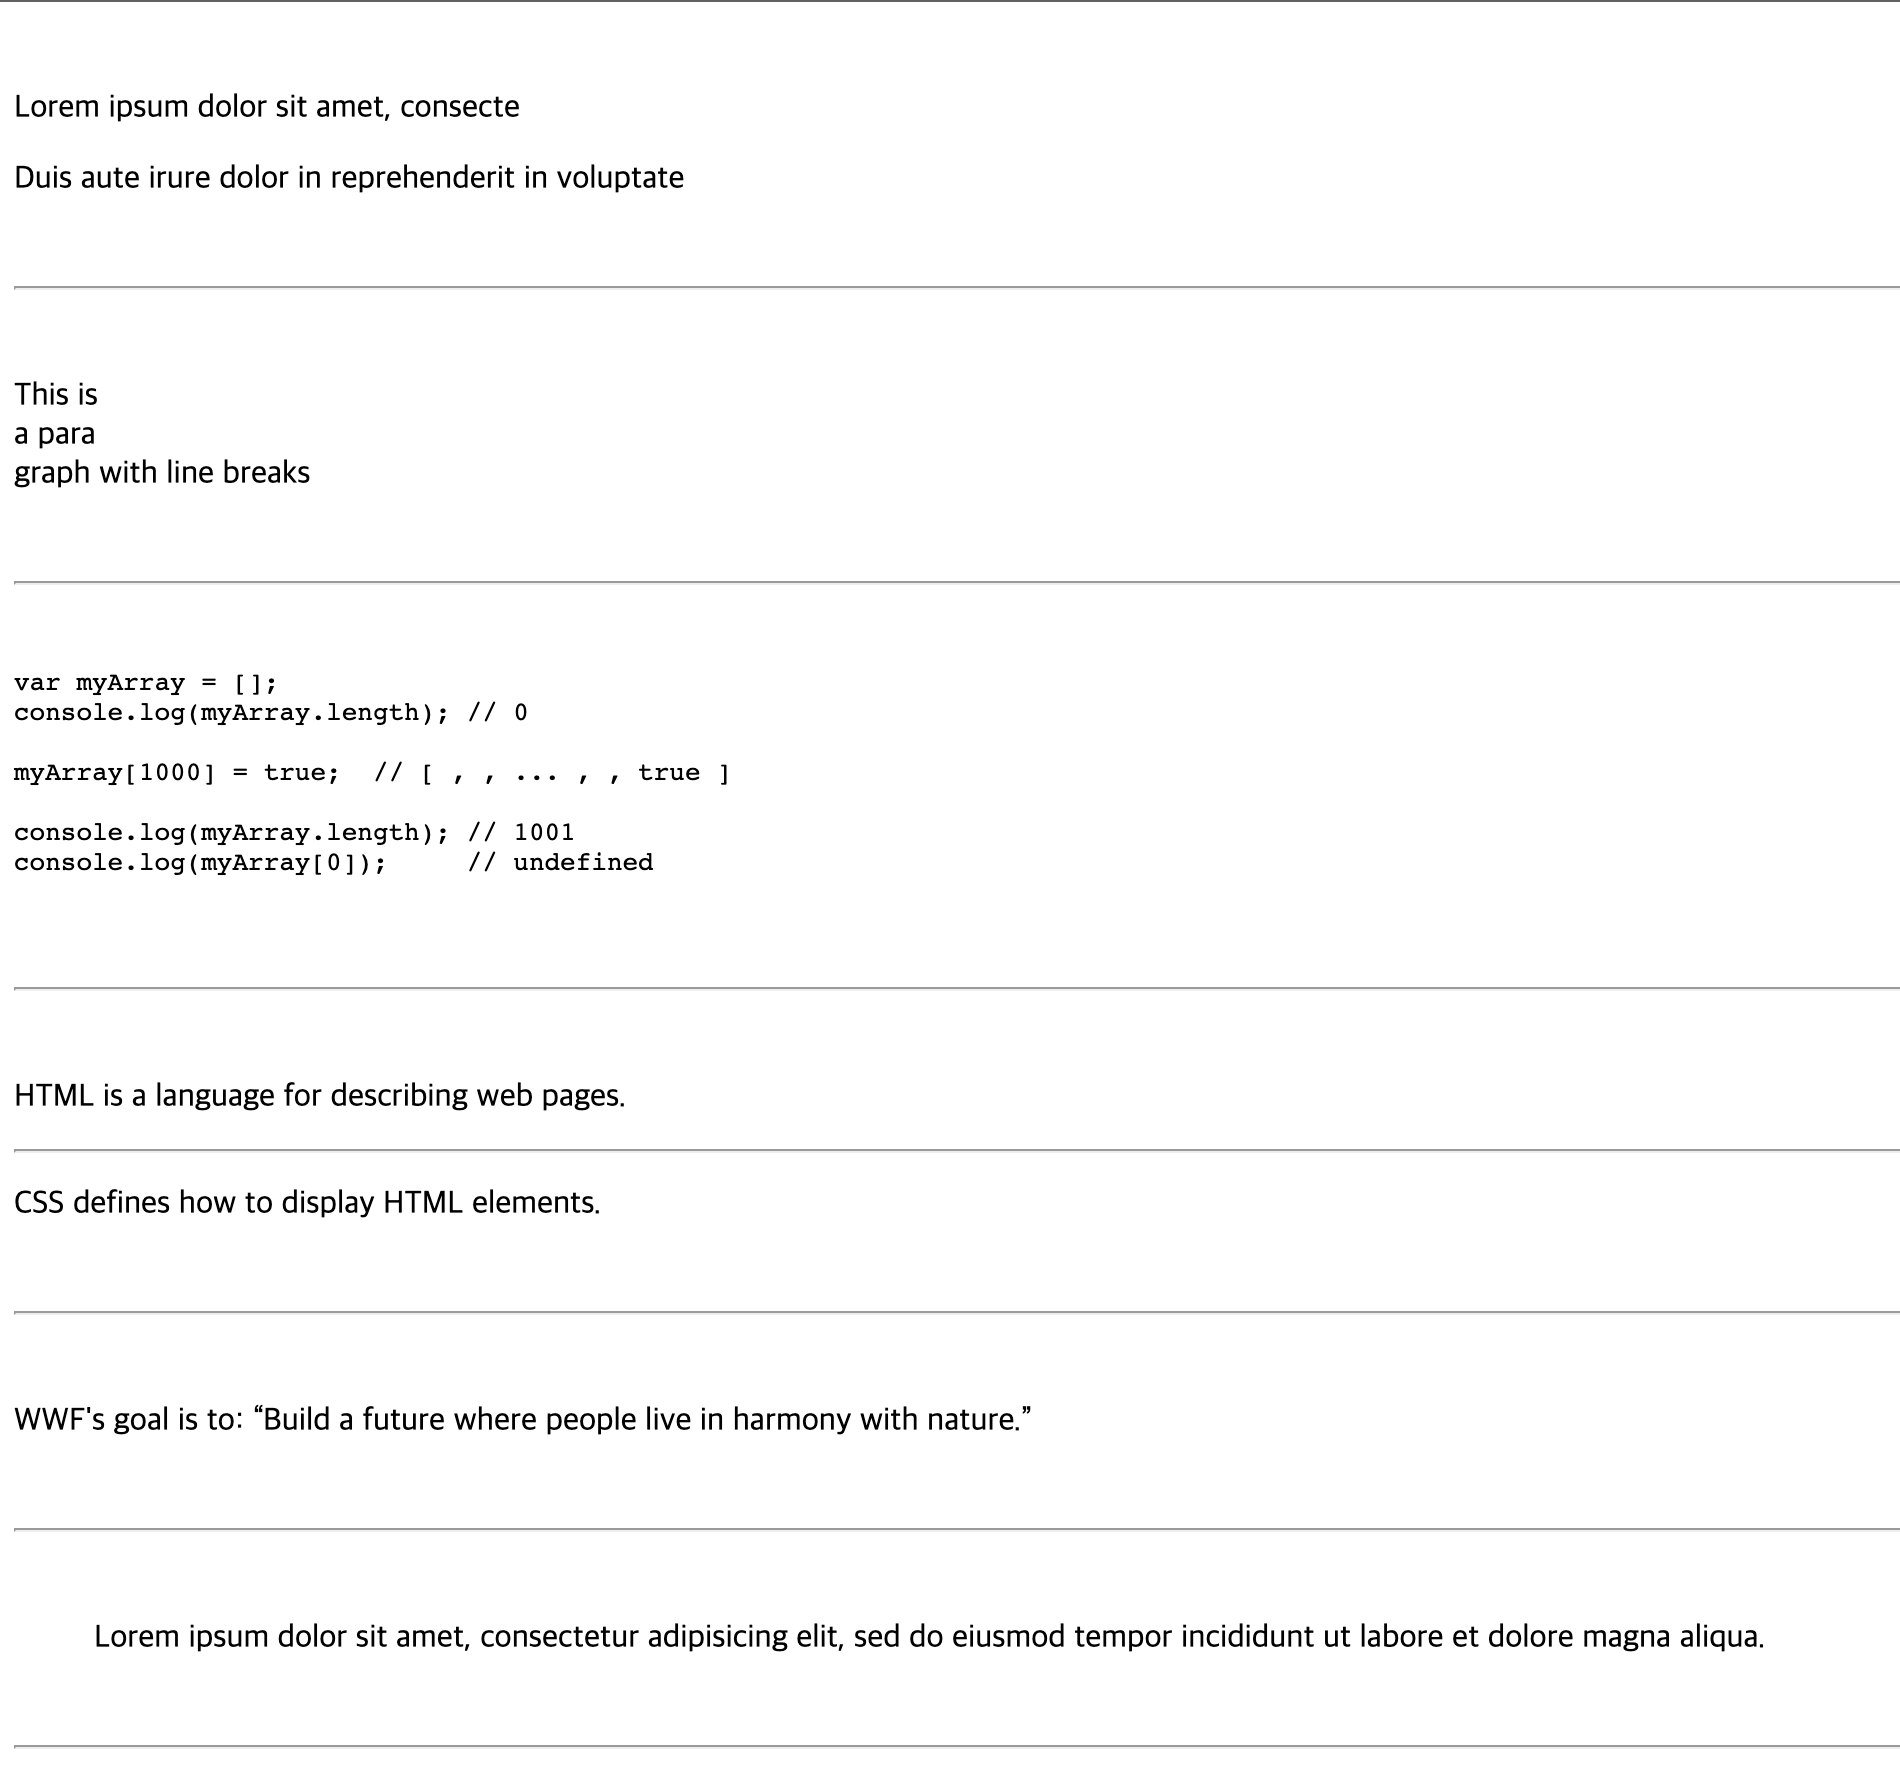 Lorem ipsum dolor sit amet, consecte
Duis aute irure dolor in reprehenderit in voluptate
This is
a para
graph with line breaks
var myArray = [];
console.log(myArray.length); // 0
myArray[1000] = true;  // [ , , ... , , true ]
console.log(myArray.length); // 1001
console.log(myArray[0]);     // undefined
HTML is a language for describing web pages.
CSS defines how to display HTML elements.
WWF's goal is to: “Build a future where people live in harmony with nature.”
Lorem ipsum dolor sit amet, consectetur adipisicing elit, sed do eiusmod tempor incididunt ut labore et dolore magna aliqua.